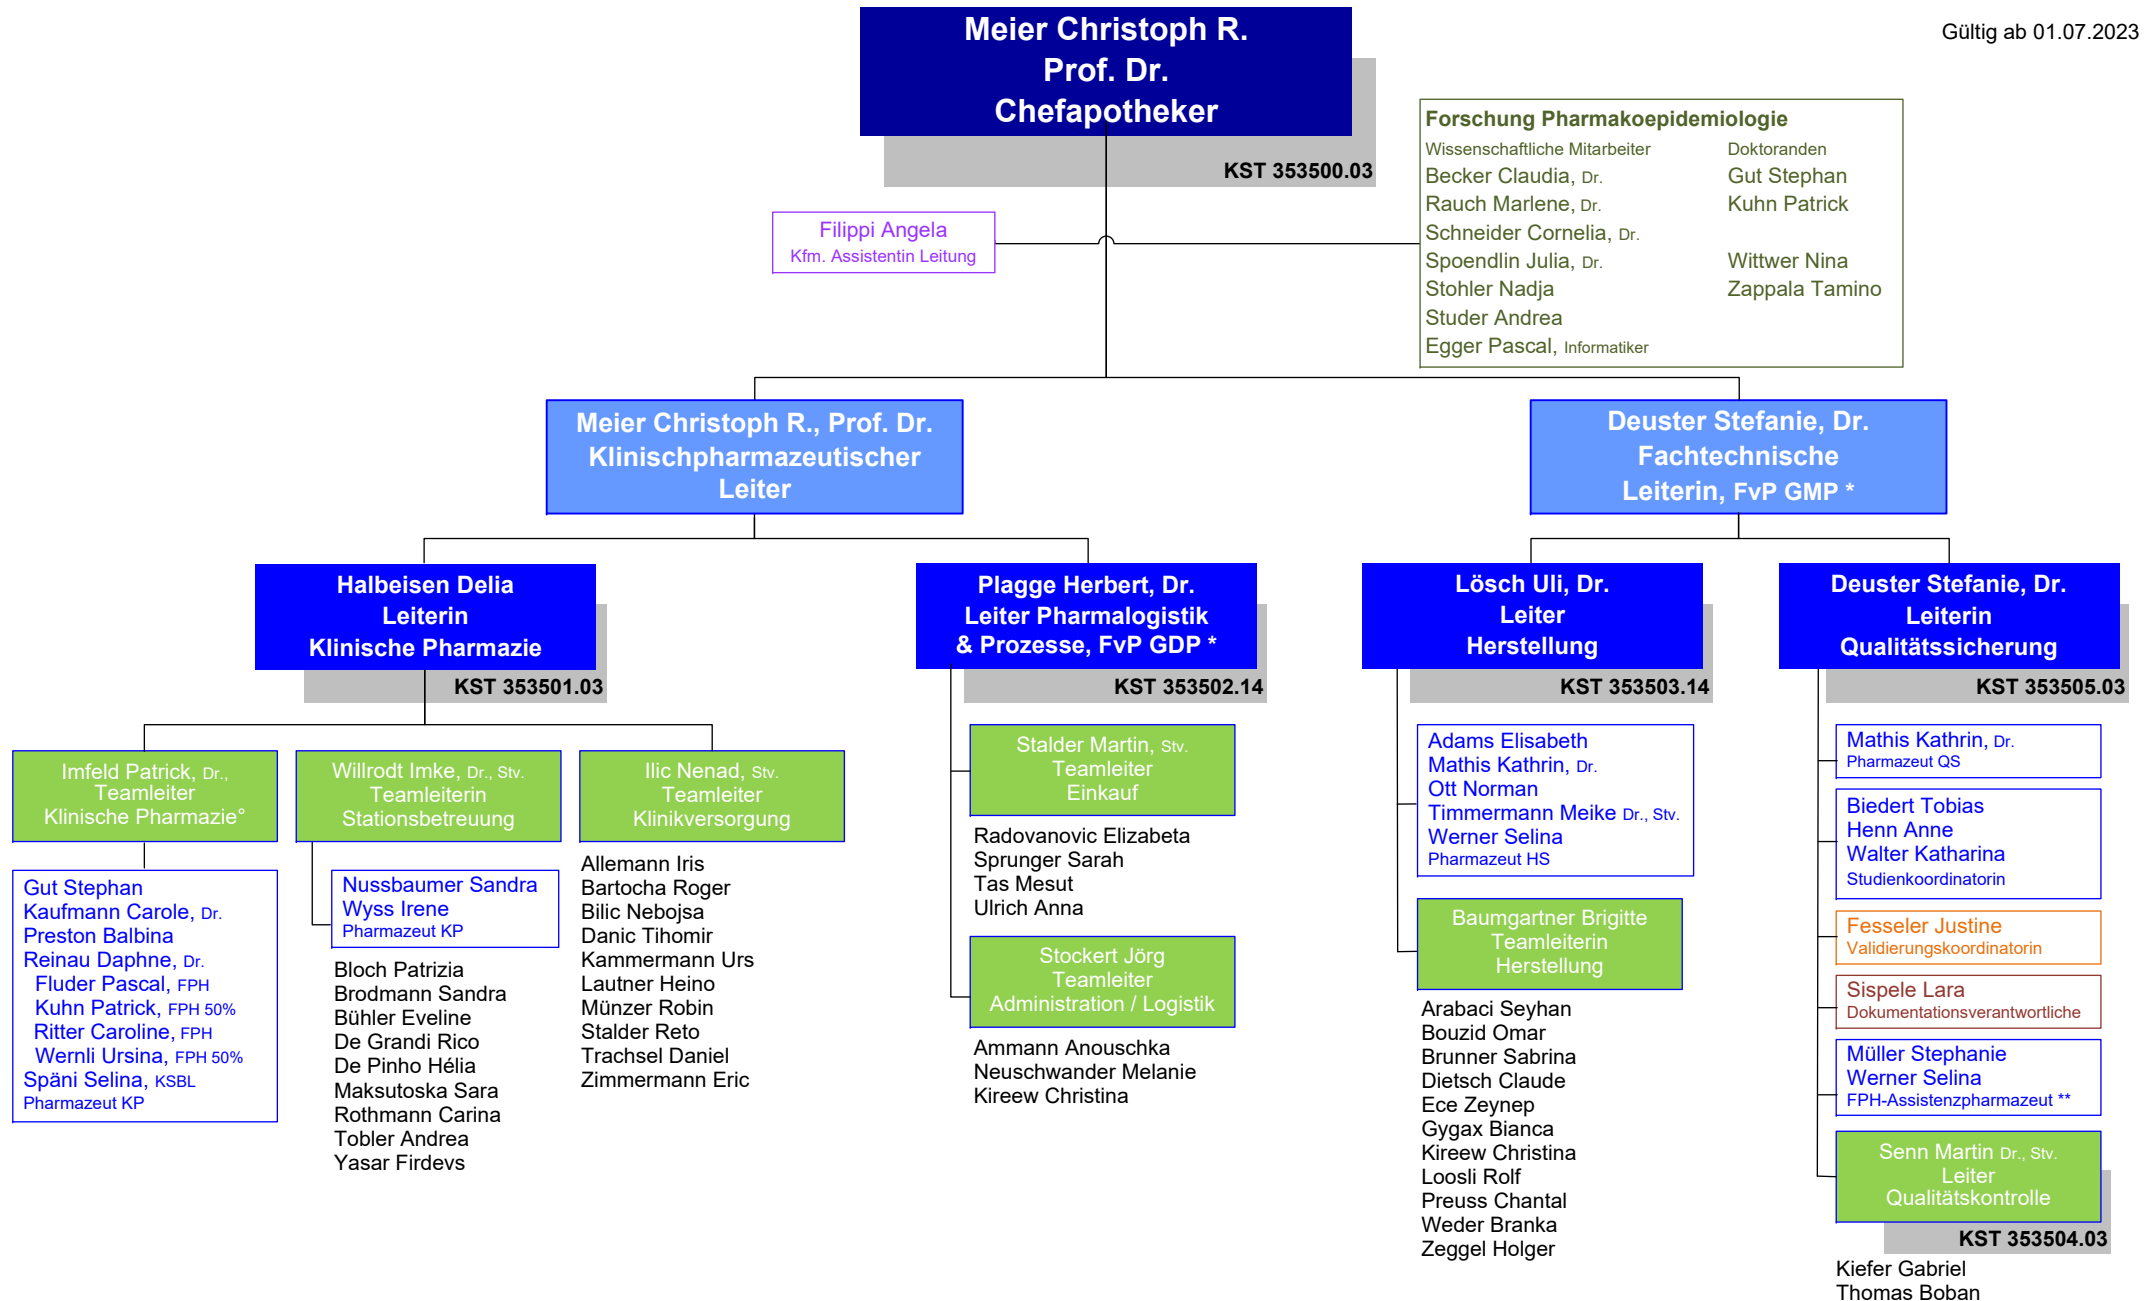 Gültig ab 01.07.2023
Meier Christoph R.
Prof. Dr.
Chefapotheker
KST 353500.03
Filippi Angela
Kfm. Assistentin Leitung
Forschung Pharmakoepidemiologie
Wissenschaftliche Mitarbeiter Doktoranden
Becker Claudia, Dr. Gut Stephan
Rauch Marlene, Dr. Kuhn Patrick
Schneider Cornelia, Dr.
Spoendlin Julia, Dr. Wittwer Nina
Stohler Nadja Zappala Tamino
Studer Andrea
Egger Pascal, Informatiker
Meier Christoph R., Prof. Dr.
Klinischpharmazeutischer
Leiter
Deuster Stefanie, Dr.
Fachtechnische
Leiterin, FvP GMP *
Halbeisen Delia
Leiterin
Klinische Pharmazie
KST 353501.03
Plagge Herbert, Dr.
Leiter Pharmalogistik
& Prozesse, FvP GDP *
KST 353502.14
Lösch Uli, Dr.
Leiter
Herstellung
KST 353503.14
Deuster Stefanie, Dr.
Leiterin
Qualitätssicherung
KST 353505.03
Imfeld Patrick, Dr.,
Teamleiter
Klinische Pharmazie°
Gut Stephan
Kaufmann Carole, Dr.
Preston Balbina
Reinau Daphne, Dr.
Fluder Pascal, FPH
Kuhn Patrick, FPH 50%
Ritter Caroline, FPH
Wernli Ursina, FPH 50%
Späni Selina, KSBL
Pharmazeut KP
Willrodt Imke, Dr., Stv.
Teamleiterin
Stationsbetreuung
Nussbaumer Sandra
Wyss Irene
Pharmazeut KP
Bloch Patrizia
Brodmann Sandra
Bühler Eveline
De Grandi Rico
De Pinho Hélia
Maksutoska Sara
Rothmann Carina
Tobler Andrea
Yasar Firdevs
Ilic Nenad, Stv.
Teamleiter
Klinikversorgung
Allemann Iris
Bartocha Roger
Bilic Nebojsa
Danic Tihomir
Kammermann Urs
Lautner Heino
Münzer Robin
Stalder Reto
Trachsel Daniel
Zimmermann Eric
Stalder Martin, Stv.
Teamleiter
Einkauf
Radovanovic Elizabeta
Sprunger Sarah
Tas Mesut
Ulrich Anna
Stockert Jörg
Teamleiter
Administration / Logistik
Ammann Anouschka
Neuschwander Melanie
Kireew Christina
Adams Elisabeth
Mathis Kathrin, Dr.
Ott Norman
Timmermann Meike Dr., Stv.
Werner Selina
Pharmazeut HS
Baumgartner Brigitte
Teamleiterin
Herstellung
Arabaci Seyhan
Bouzid Omar
Brunner Sabrina
Dietsch Claude
Ece Zeynep
Gygax Bianca
Kireew Christina
Loosli Rolf
Preuss Chantal
Weder Branka
Zeggel Holger
Mathis Kathrin, Dr.
Pharmazeut QS
Biedert Tobias
Henn Anne
Walter Katharina
Studienkoordinatorin
Fesseler Justine
Validierungskoordinatorin
Sispele Lara
Dokumentationsverantwortliche
Müller Stephanie
Werner Selina
FPH-Assistenzpharmazeut **
Senn Martin Dr., Stv.
Leiter
Qualitätskontrolle
KST 353504.03
Kiefer Gabriel
Thomas Boban